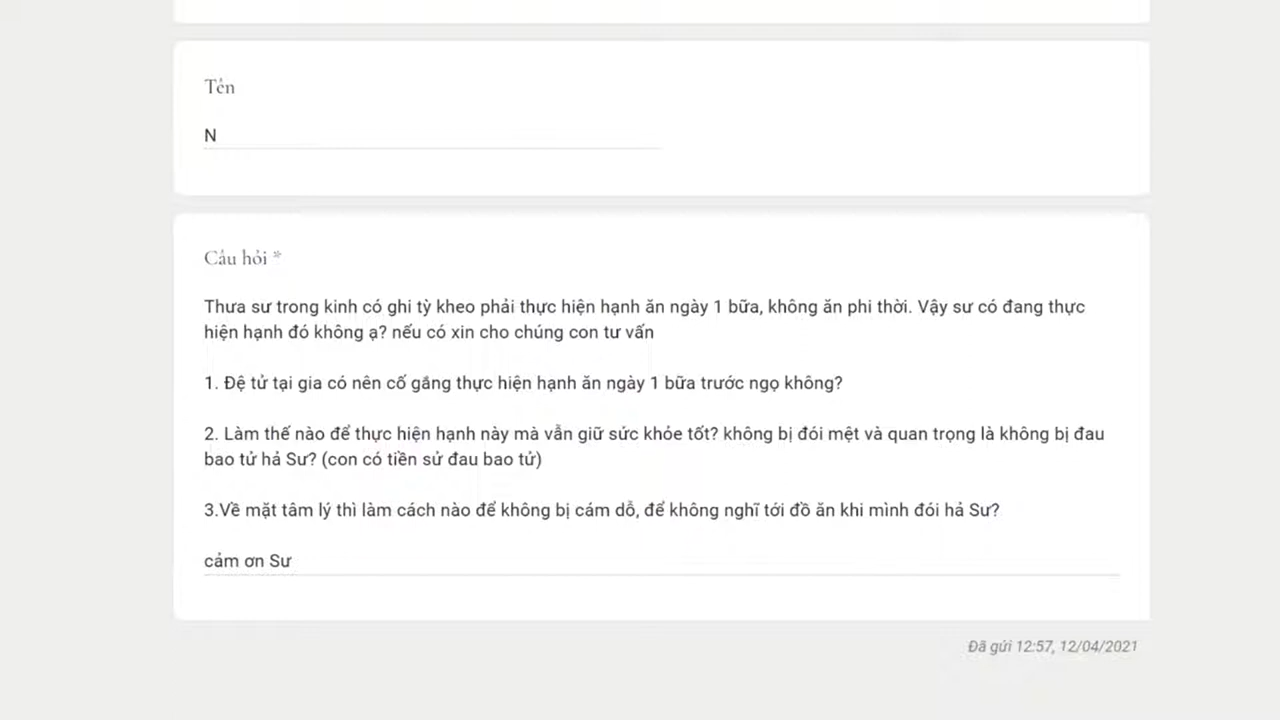 Tên
N
Câu hỏi *
Thưa sư trong kinh có ghi tỳ kheo phải thực hiện hạnh ăn ngày 1 bữa, không ăn phi thời. Vậy sư có đang thực
hiện hạnh đó không ạ? nếu có xin cho chúng con tư vấn
1. Đệ tử tại gia có nên cố gắng thực hiện hạnh ăn ngày 1 bữa trước ngọ không?
2. Làm thế nào để thực hiện hạnh này mà vẫn giữ sức khỏe tốt? không bị đói mệt và quan trọng là không bị đau
bao tử hả Sư? (con có tiền sử đau bao tử)
3.Về mặt tâm lý thì làm cách nào để không bị cám dỗ, để không nghĩ tới đồ ăn khi mình đói hả Sư?
cảm ơn Sư
Đã gửi 12:57, 12/04/2021